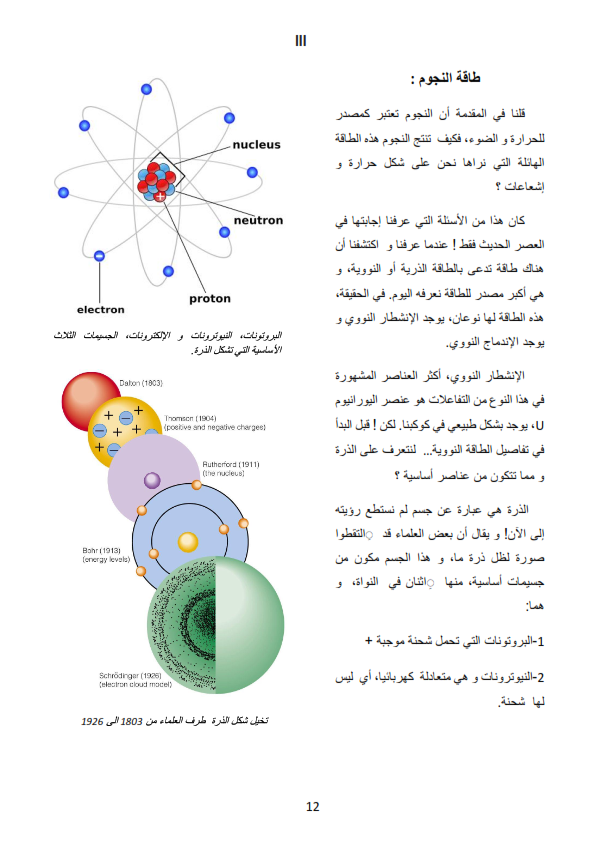 III
طاقة النجوم :
قلنا في المقدمة أن النجوم تعتبر كمصدر
للحرارة و الضوء، فكيف تنتج النجوم هذه الطاقة
الهائلة التي نراها نحن على شكل حرارة و
إشعاعات ؟
كان هذا من الأسئلة التي عرفنا إجابتها في
العصر الحديث فقط ! عندما عرفنا و اكتشفنا أن
هناك طاقة تدعى بالطاقة الذرية أو النووية، و
هي أكبر مصدر للطاقة نعرفه اليوم. في الحقيقة،
هذه الطاقة لها نوعان، يوجد الإنشطار النووي و
يوجد الإندماج النووي.
الإنشطار النووي، أكثر العناصر المشهورة
في هذا النوع من التفاعلات هو عنصر اليورانيوم
U، يوجد بشكل طبيعي في كوكبنا. لكن ! قبل البدأ
في تفاصيل الطاقة النووية... لنتعرف على الذرة
و مما تتكون من عناصر أساسية ؟
الذرة هي عبارة عن جسم لم نستطع رؤيته
إلى الآن! و يقال أن بعض العلماء قد ِالتقطوا
صورة لظل ذرة ما، و هذا الجسم مكون من
جسيمات أساسية، منها ِاثنان في النواة، و
هما:
1-البروتونات التي تحمل شحنة موجبة +
2-النيوترونات و هي متعادلة كهربائيا، أي ليس
لها شحنة.
nucleus
neutron
proton
electron
البروتونات، النيوترونات و الإلكترونات، الجسيمات الثلاث
الأساسية التي تشكل الذرة.
Dalton (1803)
Thomson (1904)
(positive and negative charges)
Rutherford (1911)
(the nucleus)
Bohr (1913)
(energy levels)
Schrödinger (1926)
(electron cloud model)
تخيل شكل الذرة طرف العلماء من 1803 الى 1926
12